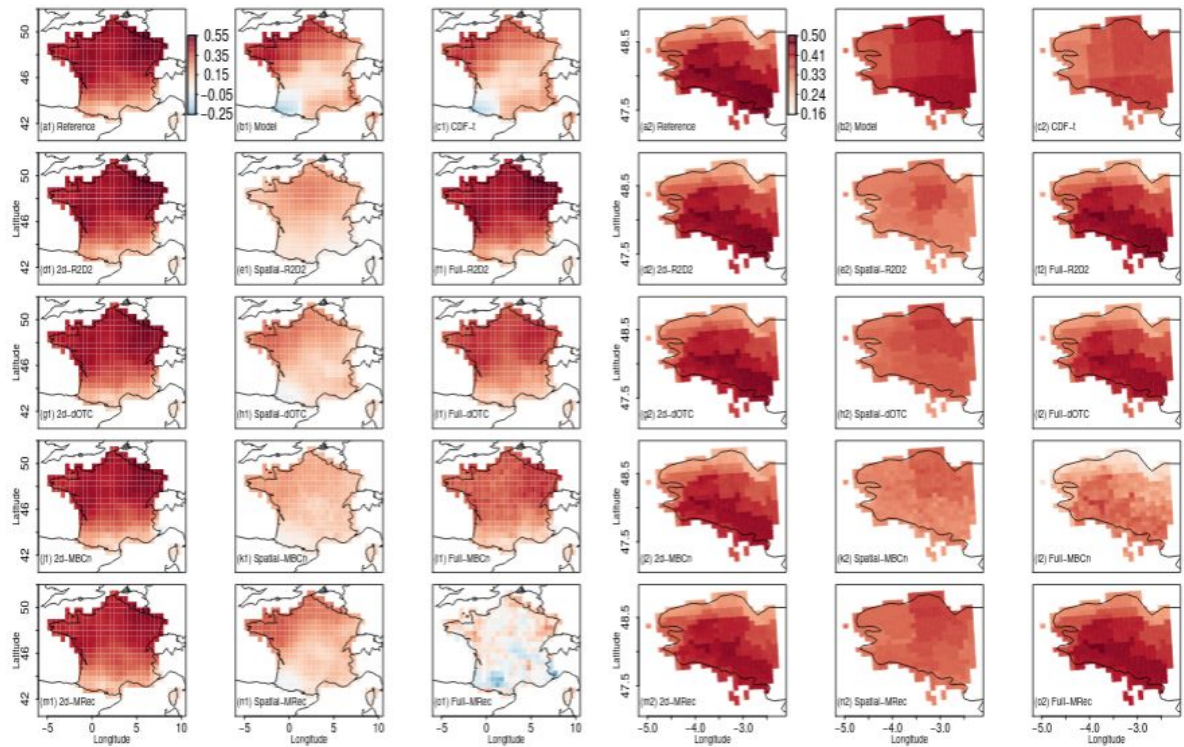 52
50
46
42
0.55
0.35
0.15
−0.05
−0.25
(a1) Reference
(b1) Model
(c1) CDF−t
48.5
47.5
0.50
0.41
0.33
0.24
0.16
(a2) Reference
(b2) Model
(c2) CDF−t
Latitude
50
46
42
(d1) 2d−R2D2
(e1) Spatial−R2D2
(f1) Full−R2D2
Latitude
48.5
47.5
(d2) 2d−R2D2
(e2) Spatial−R2D2
(f2) Full−R2D2
Latitude
50
46
42
(g1) 2d−dOTC
(h1) Spatial−dOTC
(i1) Full−dOTC
Latitude
48.5
47.5
(g2) 2d−dOTC
(h2) Spatial−dOTC
(i2) Full−dOTC
Latitude
50
46
42
(j1) 2d−MBCn
(k1) Spatial−MBCn
(l1) Full−MBCn
Latitude
48.5
47.5
(j2) 2d−MBCn
(k2) Spatial−MBCn
(l2) Full−MBCn
Latitude
50
46
42
(m1) 2d−MRec
(n1) Spatial−MRec
(o1) Full−MRec
Latitude
48.5
47.5
(m2) 2d−MRec
(n2) Spatial−MRec
(o2) Full−MRec
−5 0 5 10
Longitude
−5 0 5 10
Longitude
−5 0 5 10
Longitude
−5.0 −4.0 −3.0
Longitude
−5.0 −4.0 −3.0
Longitude
−5.0 −4.0 −3.0
Longitude